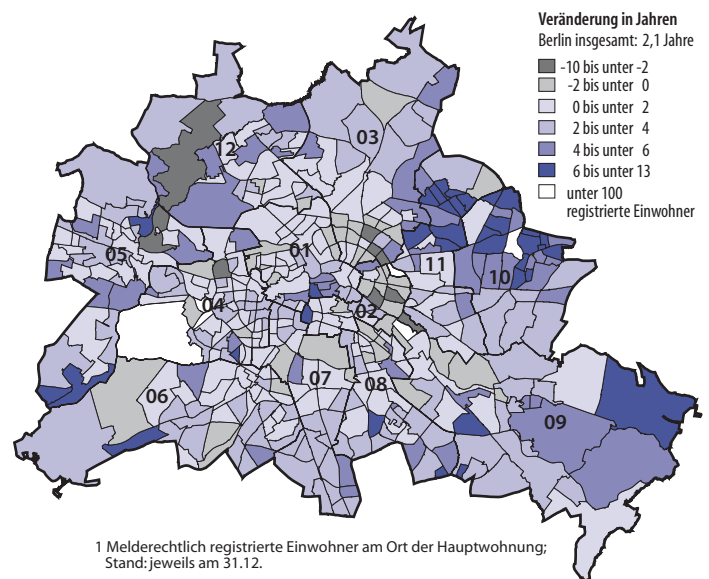 Veränderung in Jahren
Berlin insgesamt: 2,1 Jahre
-10 bis unter -2
-2 bis unter 0
0 bis unter 2
2 bis unter 4
4 bis unter 6
6 bis unter 13
unter 100
registrierte Einwohner
03
12
01
05
11
10
04
02
07
08
06
09
1 Melderechtlich registrierte Einwohner am Ort der Hauptwohnung;
Stand: jeweils am 31.12.